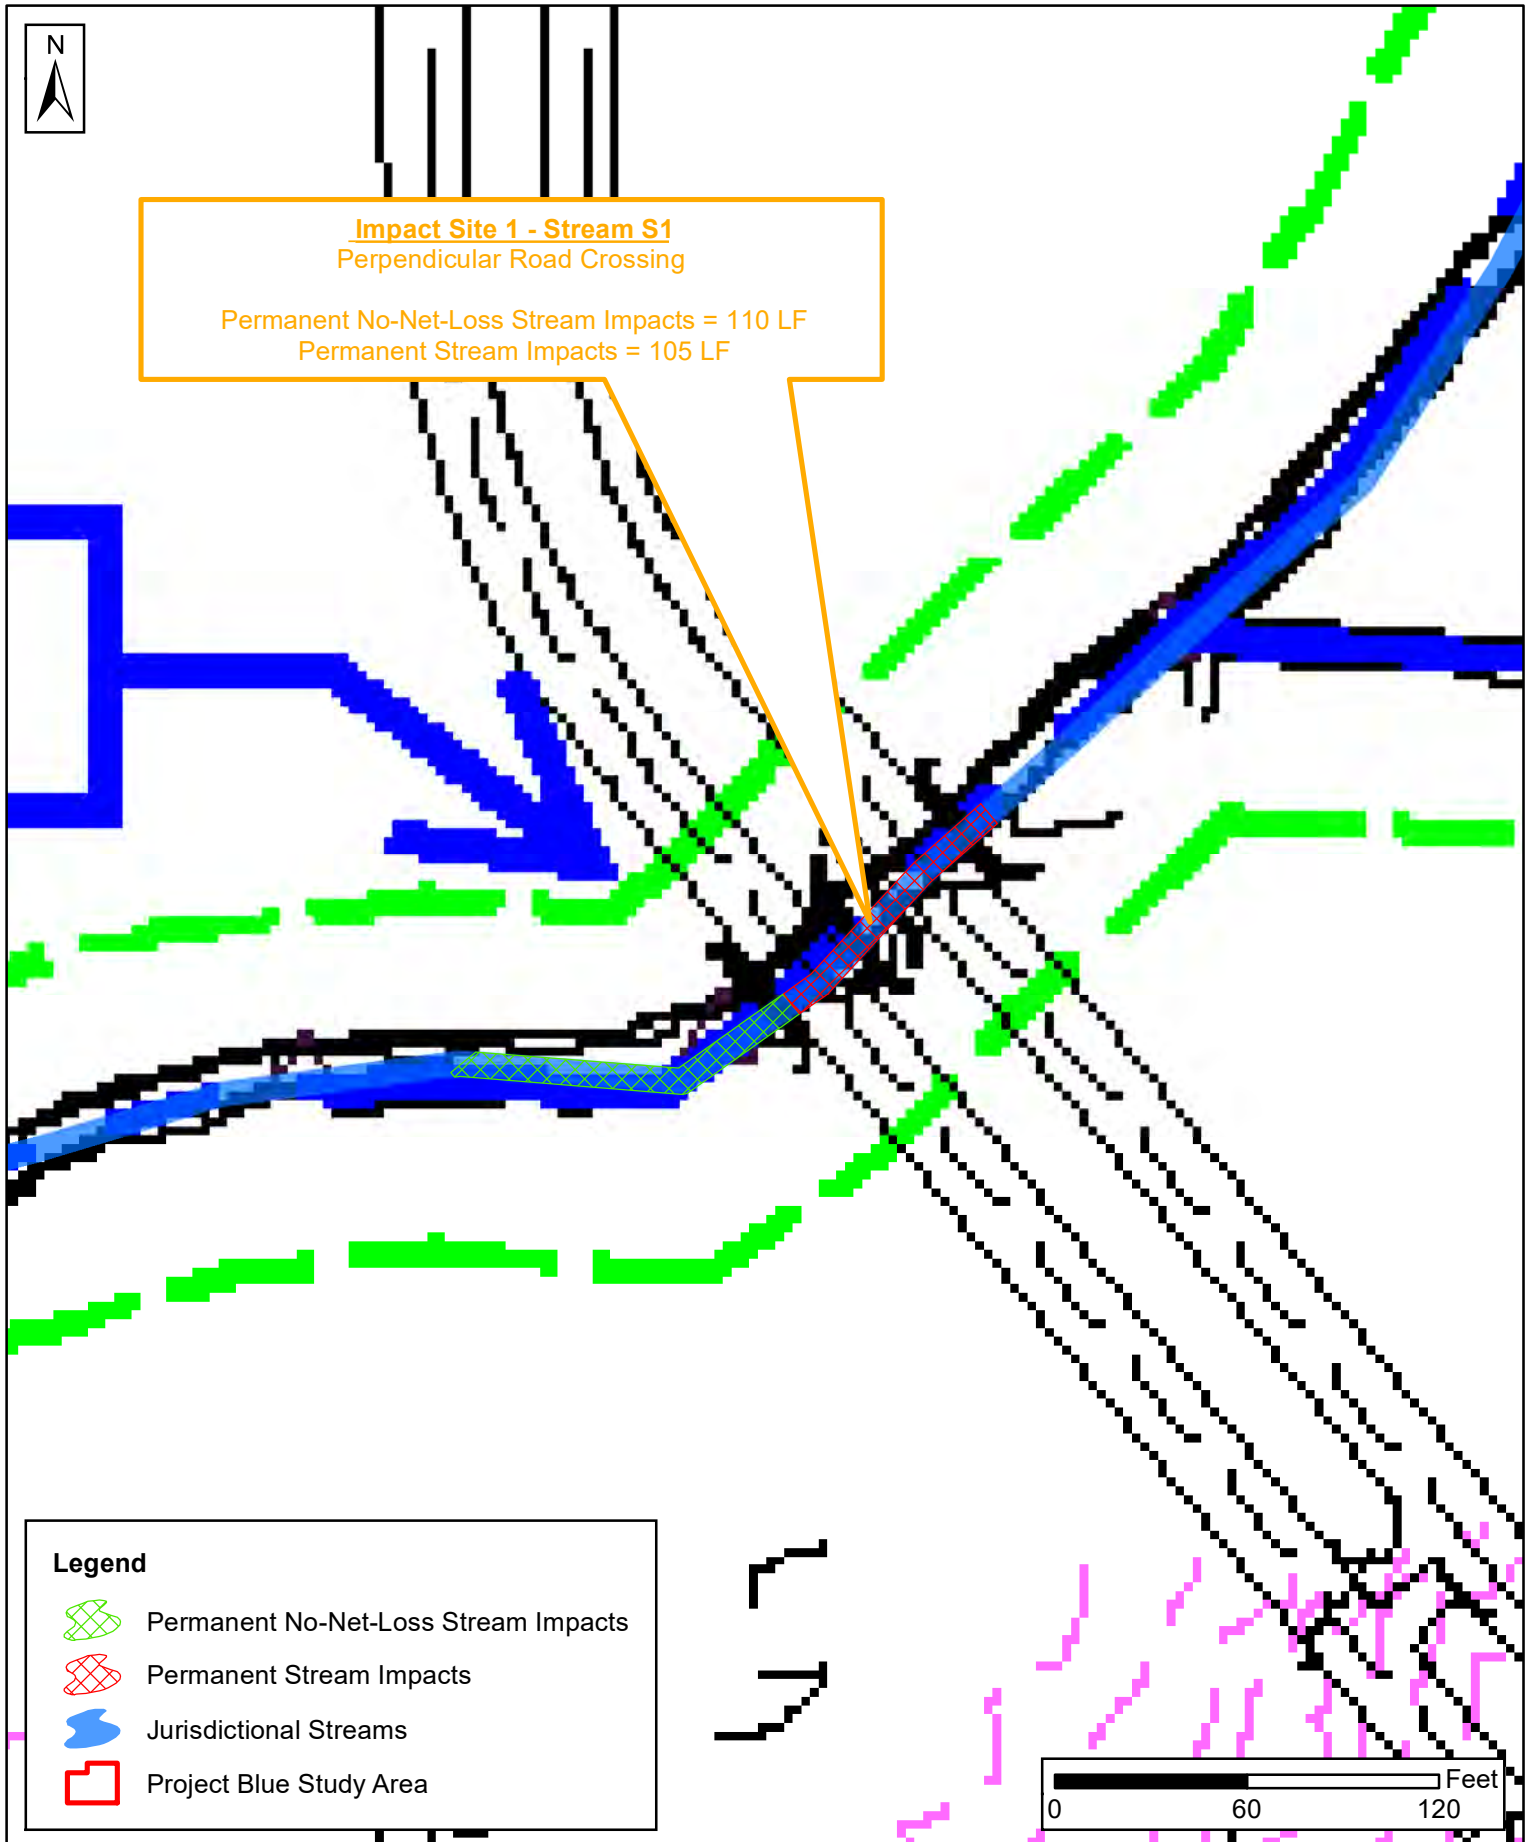 N
Impact Site 1 - Stream S1
Perpendicular Road Crossing
Permanent No-Net-Loss Stream Impacts = 110 LF
Permanent Stream Impacts = 105 LF
Legend
Permanent No-Net-Loss Stream Impacts
Permanent Stream Impacts
Jurisdictional Streams
Project Blue Study Area
Feet
0 60 120